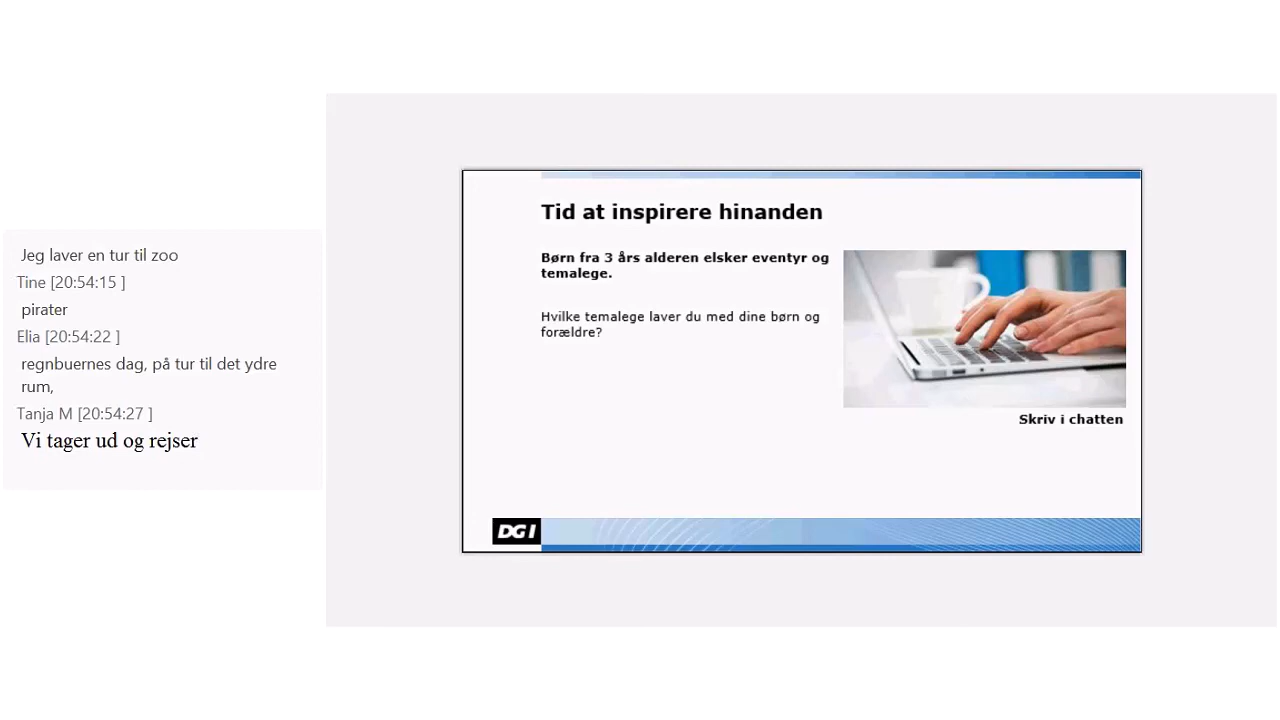 Jeg laver en tur til zoo
Tine [20:54:15 ]
pirater
Elia [20:54:22 ]
regnbuernes dag, på tur til det ydre
rum,
Tanja M [20:54:27 ]
Vi tager ud og rejser
Tid at inspirere hinanden
Børn fra 3 års alderen elsker eventyr og
temalege.
Hvilke temalege laver du med dine børn og
forældre?
Skriv i chatten
DGI